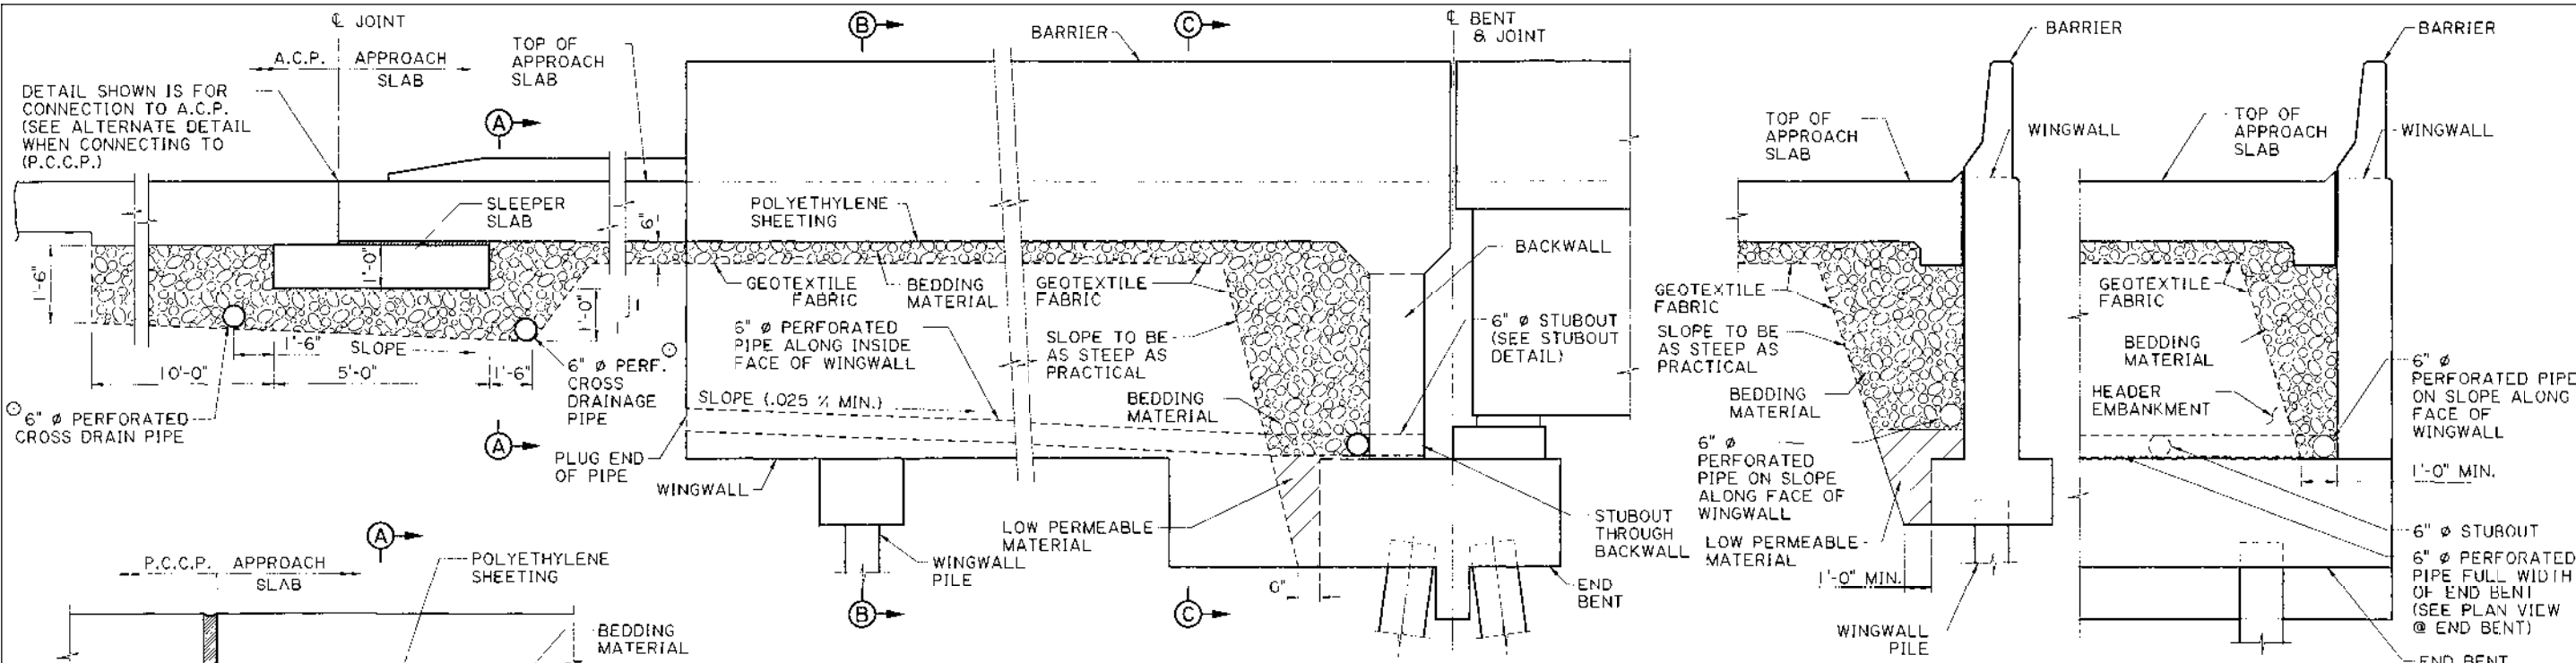 ℄ JOINT
A.C.P.
APPROACH
SLAB
TOP OF
APPROACH
SLAB
DETAIL SHOWN IS FOR
CONNECTION TO A.C.P.
(SEE ALTERNATE DETAIL
WHEN CONNECTING TO
(P.C.C.P.)
A
B
BARRIER
C
℄ BENT
& JOINT
SLEEPER
SLAB
6"
POLYETHYLENE
SHEETING
BACKWALL
1'-6"
1'-0"
GEOTEXTILE
FABRIC
BEDDING
MATERIAL
GEOTEXTILE
FABRIC
1'-0"
6" ø PERFORATED
PIPE ALONG INSIDE
FACE OF WINGWALL
SLOPE TO BE
AS STEEP AS
PRACTICAL
6" ø STUBOUT
(SEE STUBOUT
DETAIL)
1'-6"
SLOPE
10'-0"
5'-0"
1'-6"
6" ø PERF.
CROSS
DRAINAGE
PIPE
6" ø PERFORATED
CROSS DRAIN PIPE
SLOPE (.025 % MIN.)
BEDDING
MATERIAL
A
PLUG END
OF PIPE
WINGWALL
LOW PERMEABLE
MATERIAL
STUBOUT
THROUGH
BACKWALL
WINGWALL
PILE
6"
END
BENT
B
C
A
P.C.C.P.
APPROACH
SLAB
POLYETHYLENE
SHEETING
BEDDING
MATERIAL
BARRIER
TOP OF
APPROACH
SLAB
WINGWALL
GEOTEXTILE
FABRIC
SLOPE TO BE
AS STEEP AS
PRACTICAL
BEDDING
MATERIAL
6" ø
PERFORATED
PIPE ON SLOPE
ALONG FACE OF
WINGWALL
LOW PERMEABLE
MATERIAL
1'-0" MIN.
WINGWALL
PILE
BARRIER
TOP OF
APPROACH
SLAB
WINGWALL
GEOTEXTILE
FABRIC
BEDDING
MATERIAL
HEADER
EMBANKMENT
6" ø
PERFORATED PIPE
ON SLOPE ALONG
FACE OF
WINGWALL
1'-0" MIN.
6" ø STUBOUT
6" ø PERFORATED
PIPE FULL WIDTH
OF END BENT
(SEE PLAN VIEW
@ END BENT)
END BENT